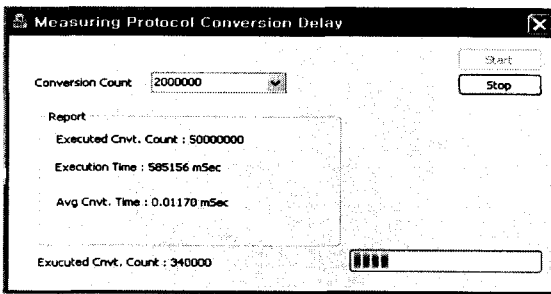 Measuring Protocol Conversion Delay
Start
Conversion Count 2000000
Stop
Report
Executed Cnvt. Count : 50000000
Execution Time : 585156 mSec
Avg Cnvt. Time : 0.01170 mSec
Exucuted Cnvt. Count : 340000